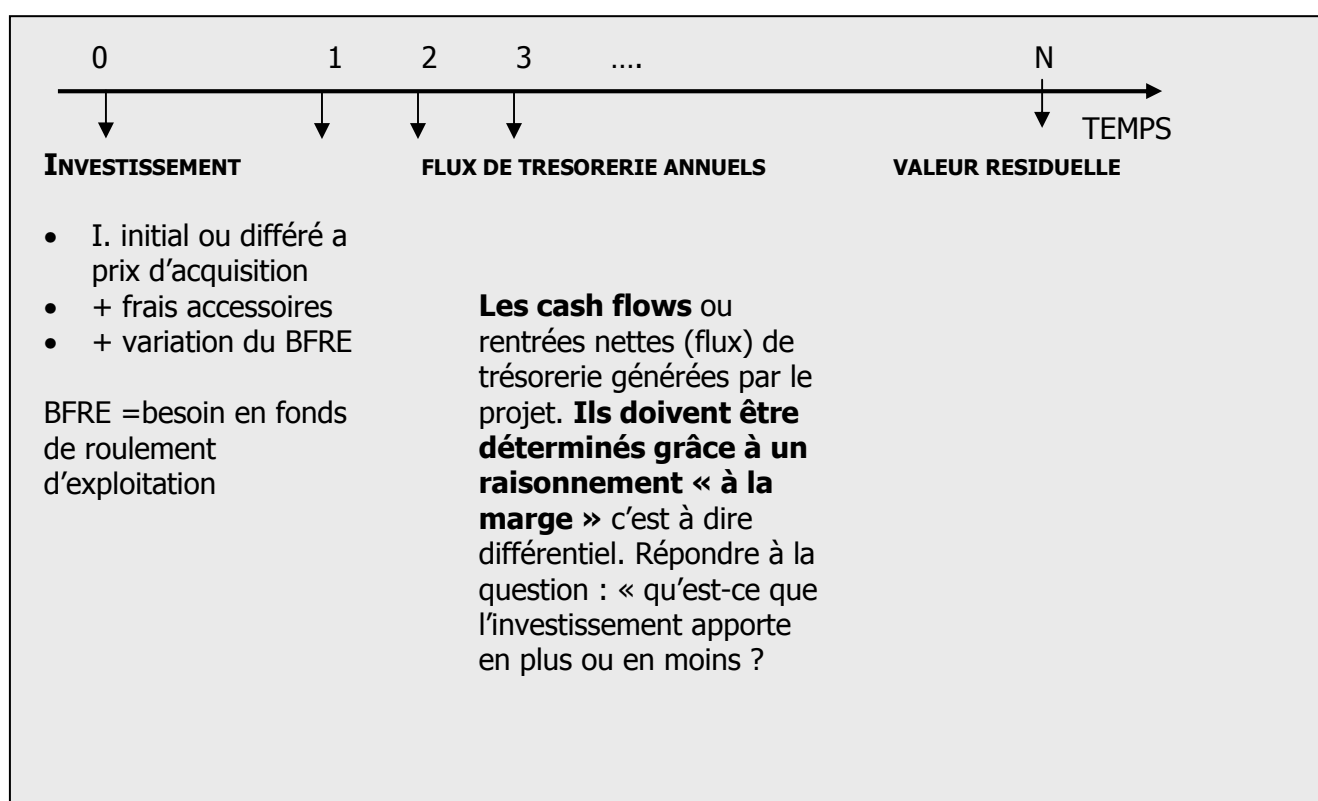 0 1 2 3 …. N
TEMPS
INVESTISSEMENT FLUX DE TRESORERIE ANNUELS VALEUR RESIDUELLE
• I. initial ou différé a
prix d’acquisition
• + frais accessoires
• + variation du BFRE
BFRE =besoin en fonds
de roulement
d’exploitation
Les cash flows ou
rentrées nettes (flux) de
trésorerie générées par le
projet. Ils doivent être
déterminés grâce à un
raisonnement « à la
marge » c’est à dire
différentiel. Répondre à la
question : « qu’est-ce que
l’investissement apporte
en plus ou en moins ?